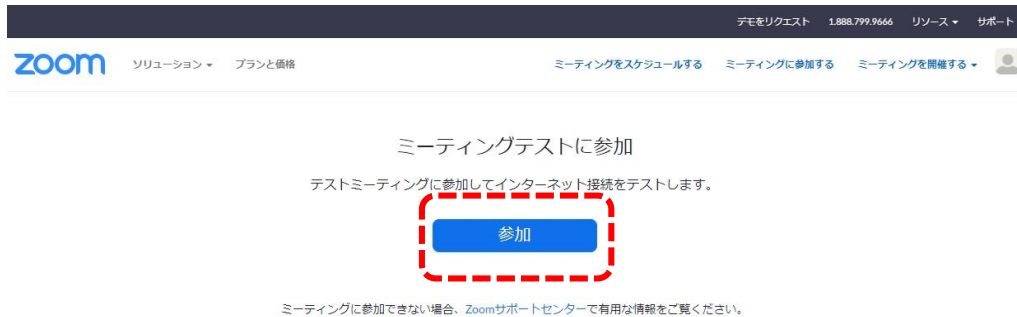 デモをリクエスト 1.888.799.9666 リソース サポート
zoom ソリューション プランと価格 ミーティングをスケジュールする ミーティングに参加する ミーティングを開催する
ミーティングテストに参加
テストミーティングに参加してインターネット接続をテストします。
参加
ミーティングに参加できない場合、Zoomサポートセンターで有用な情報をご覧ください。